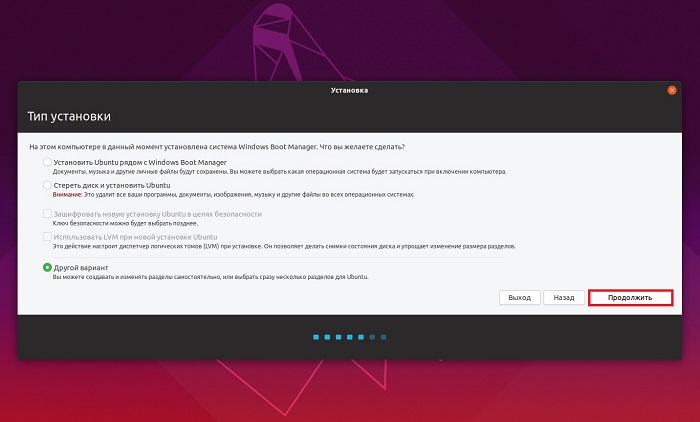 Установка
Тип установки
На этом компьютере в данный момент установлена система Windows Boot Manager. Что вы желаете сделать?
Установить Ubuntu рядом с Windows Boot Manager
Документы, музыка и другие личные файлы будут сохранены. Вы можете выбрать какая операционная система будет запускаться при включении компьютера.
Стереть диск и установить Ubuntu
Внимание: Это удалит все ваши программы, документы, изображения, музыку и другие файлы во всех операционных системах.
Зашифровать новую установку Ubuntu в целях безопасности
Ключ безопасности можно будет выбрать позднее.
Использовать LVM при новой установке Ubuntu
Это действие настроит диспетчер логических томов (LVM) при установке. Он позволяет делать снимки состояния диска и упрощает изменение размера разделов.
Другой вариант
Вы можете создавать и изменять разделы самостоятельно, или выбрать сразу несколько разделов для Ubuntu.
Выход Назад Продолжить